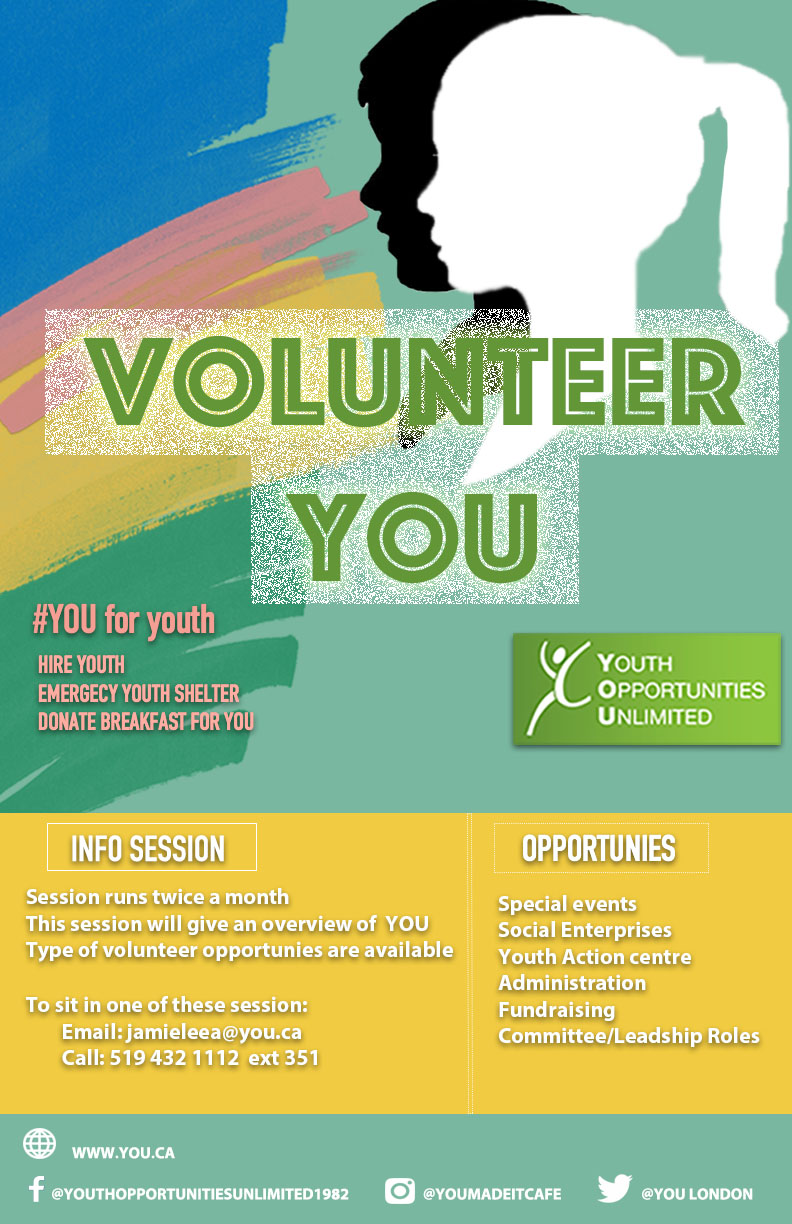 VOLUNTEER
YOU
#YOU for youth
HIRE YOUTH
EMERGECY YOUTH SHELTER
DONATE BREAKFAST FOR YOU
YOUTH
OPPORTUNITIES
UNLIMITED
INFO SESSION
Session runs twice a month
This session will give an overview of YOU
Type of volunteer opportunies are available
To sit in one of these session:
Email: jamieleea@you.ca
Call: 519 432 1112 ext 351
OPPORTUNIES
Special events
Social Enterprises
Youth Action centre
Administration
Fundraising
Committee/Leadship Roles
WWW.YOU.CA
@YOUTHOPPORTUNITIESUNLIMITED1982
@YOUMADEITCAFE
@YOU LONDON